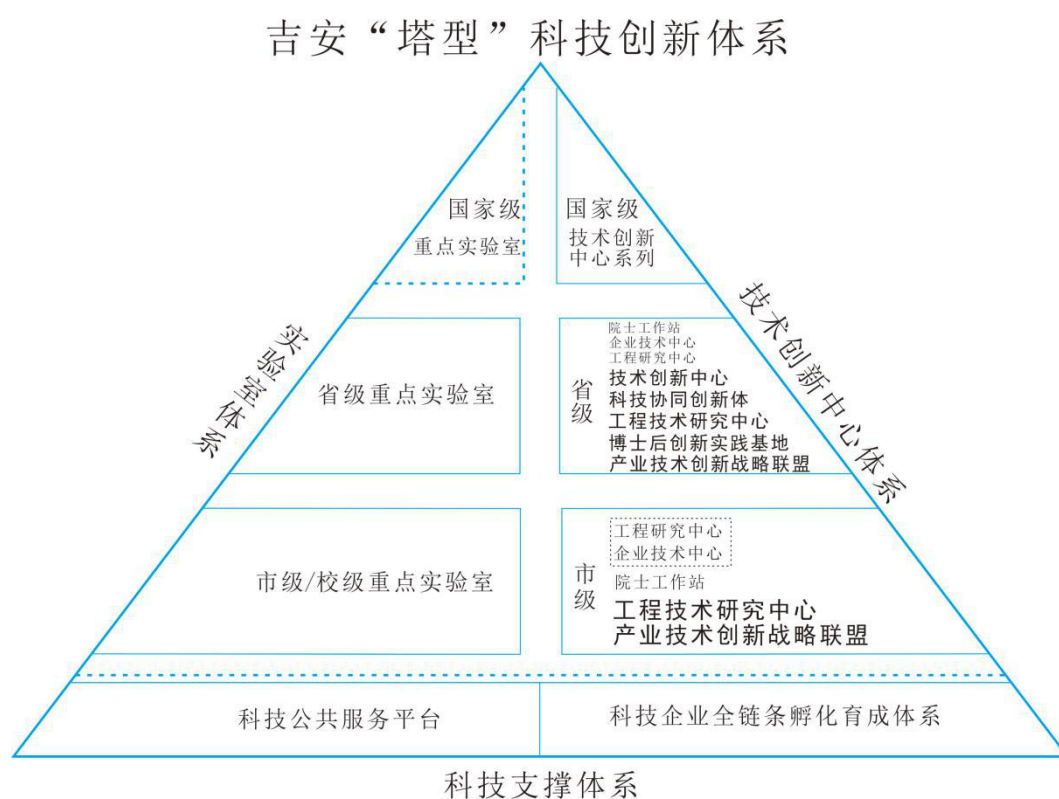 吉安“塔型”科技创新体系
国家级
重点实验室
国家级
技术创新
中心系列
实验室体系
技术创新中心体系
省级重点实验室
省级
院士工作站
企业技术中心
工程研究中心
技术创新中心
科技协同创新体
工程技术研究中心
博士后创新实践基地
产业技术创新战略联盟
市级/校级重点实验室
市级
工程研究中心
企业技术中心
院士工作站
工程技术研究中心
产业技术创新战略联盟
科技公共服务平台
科技企业全链条孵化育成体系
科技支撑体系